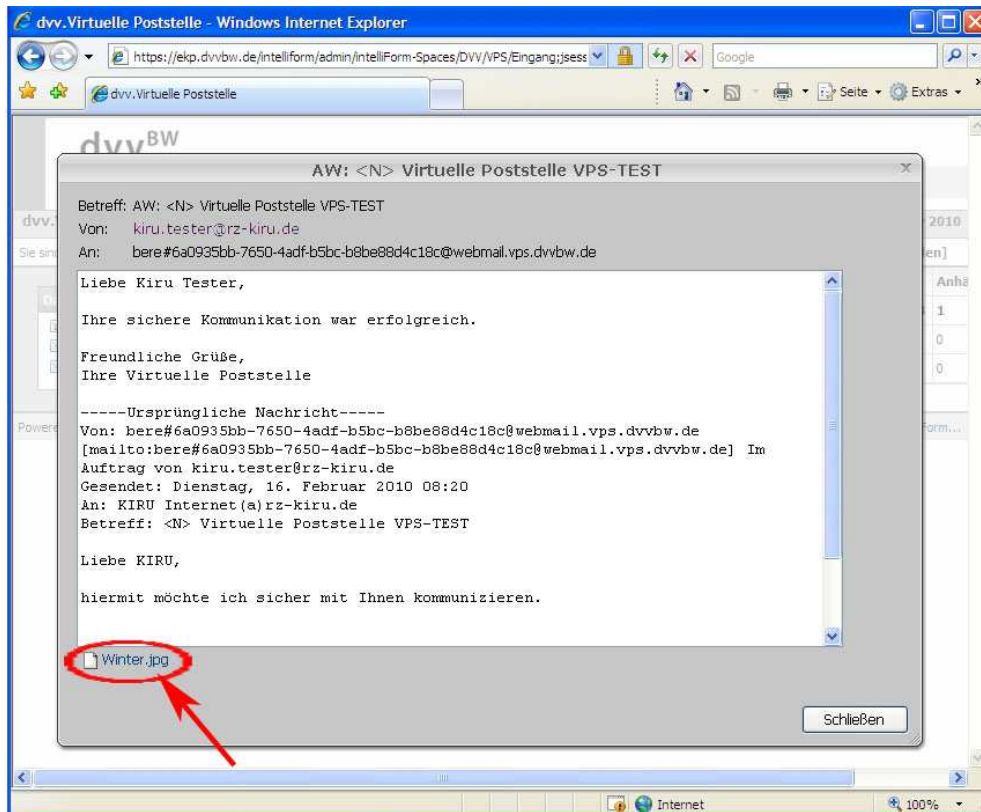 dvv.Virtuelle Poststelle - Windows Internet Explorer
https://ekp.dvvbw.de/intelliform/admin/intelliForm-Spaces/DVV/VPS/Eingang;jsess
Google
dvv.Virtuelle Poststelle
Seite
Extras
dvvBW
AW: <N> Virtuelle Poststelle VPS-TEST
x
Betreff: AW: <N> Virtuelle Poststelle VPS-TEST
dvv.
Von: kiru.tester@rz-kiru.de
2010
Sie sin
An: bere#6a0935bb-7650-4adf-b5bc-b8be88d4c18c@webmail.vps.dvvbw.de
en]
Liebe Kiru Tester,
Anhä
Ihre sichere Kommunikation war erfolgreich.
1
0
Freundliche Grüße,
Ihre Virtuelle Poststelle
0
-----Ursprüngliche Nachricht-----
Von: bere#6a0935bb-7650-4adf-b5bc-b8be88d4c18c@webmail.vps.dvvbw.de
Powere
Form...
[mailto:bere#6a0935bb-7650-4adf-b5bc-b8be88d4c18c@webmail.vps.dvvbw.de] Im
Auftrag von kiru.tester@rz-kiru.de
Gesendet: Dienstag, 16. Februar 2010 08:20
An: KIRU Internet(a)rz-kiru.de
Betreff: <N> Virtuelle Poststelle VPS-TEST
Liebe KIRU,
hiermit möchte ich sicher mit Ihnen kommunizieren.
Winter.jpg
Schließen
Internet
100%